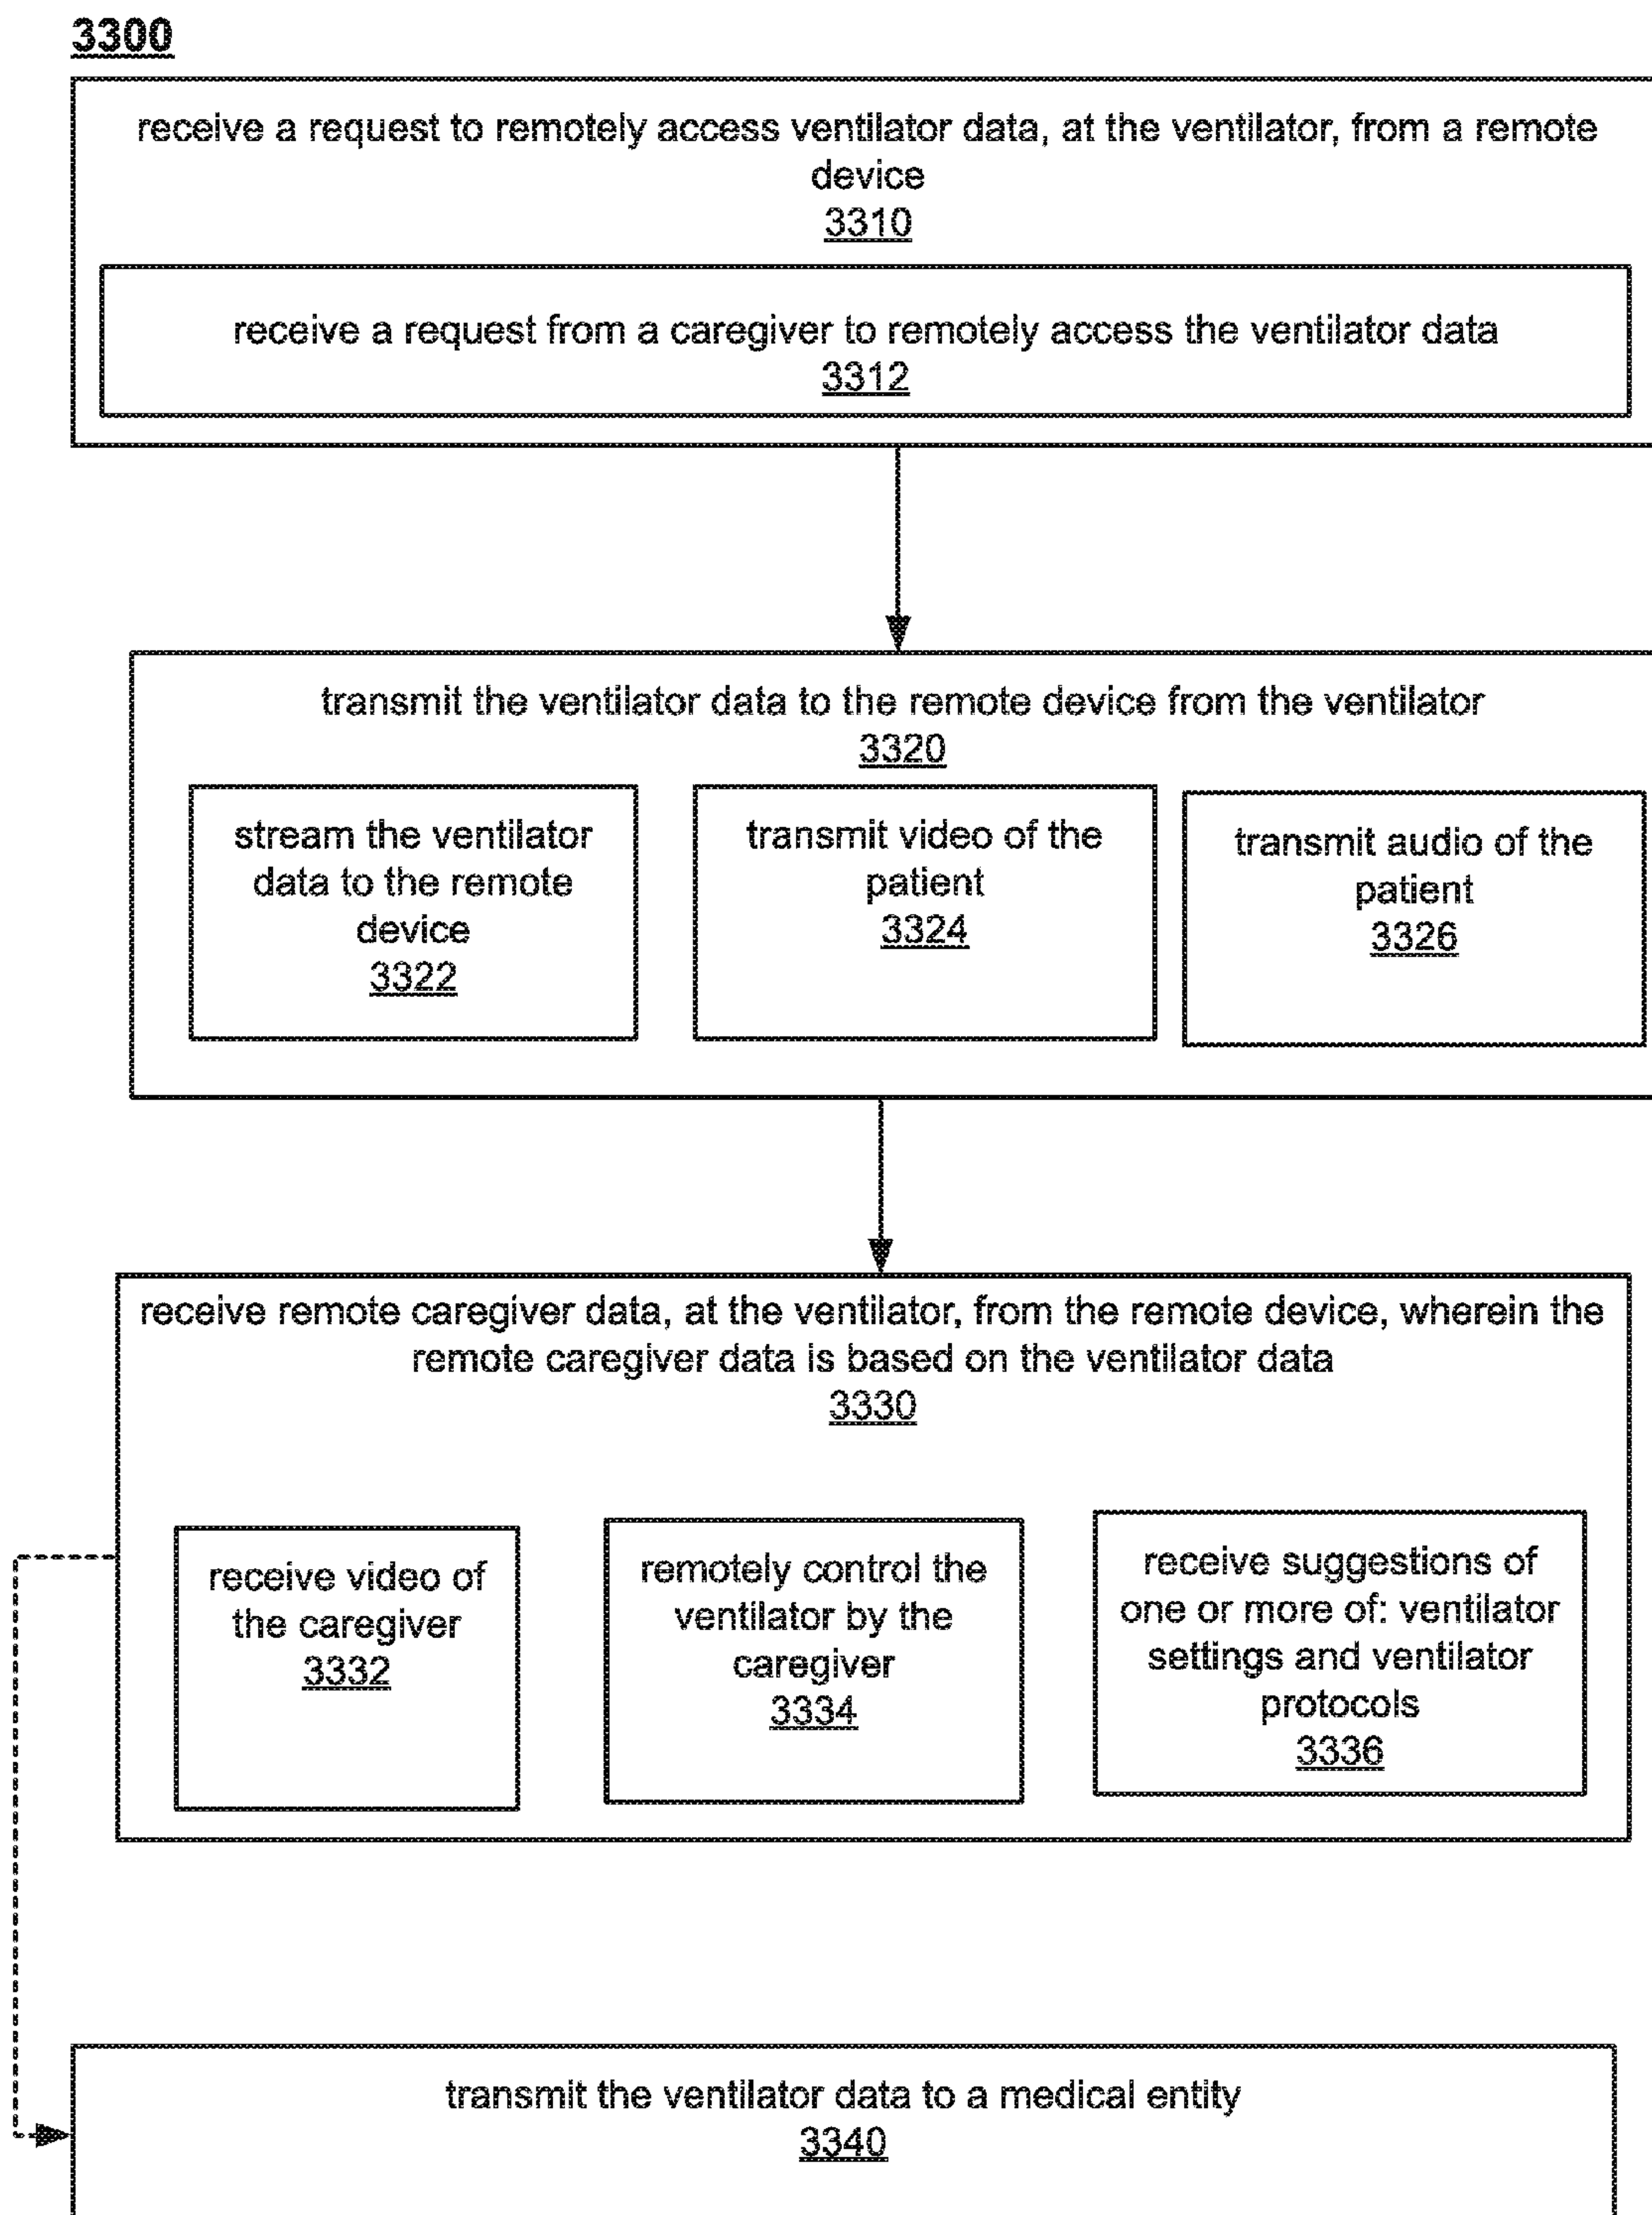 3300
receive a request to remotely access ventilator data, at the ventilator, from a remote
device
3310
receive a request from a caregiver to remotely access the ventilator data
3312
transmit the ventilator data to the remote device from the ventilator
3320
stream the ventilator
data to the remote
device
3322
transmit video of the
patient
3324
transmit audio of the
patient
3326
receive remote caregiver data, at the ventilator, from the remote device, wherein the
remote caregiver data is based on the ventilator data
3330
receive video of
the caregiver
3332
remotely control the
ventilator by the
caregiver
3334
receive suggestions of
one or more of: ventilator
settings and ventilator
protocols
3336
transmit the ventilator data to a medical entity
3340